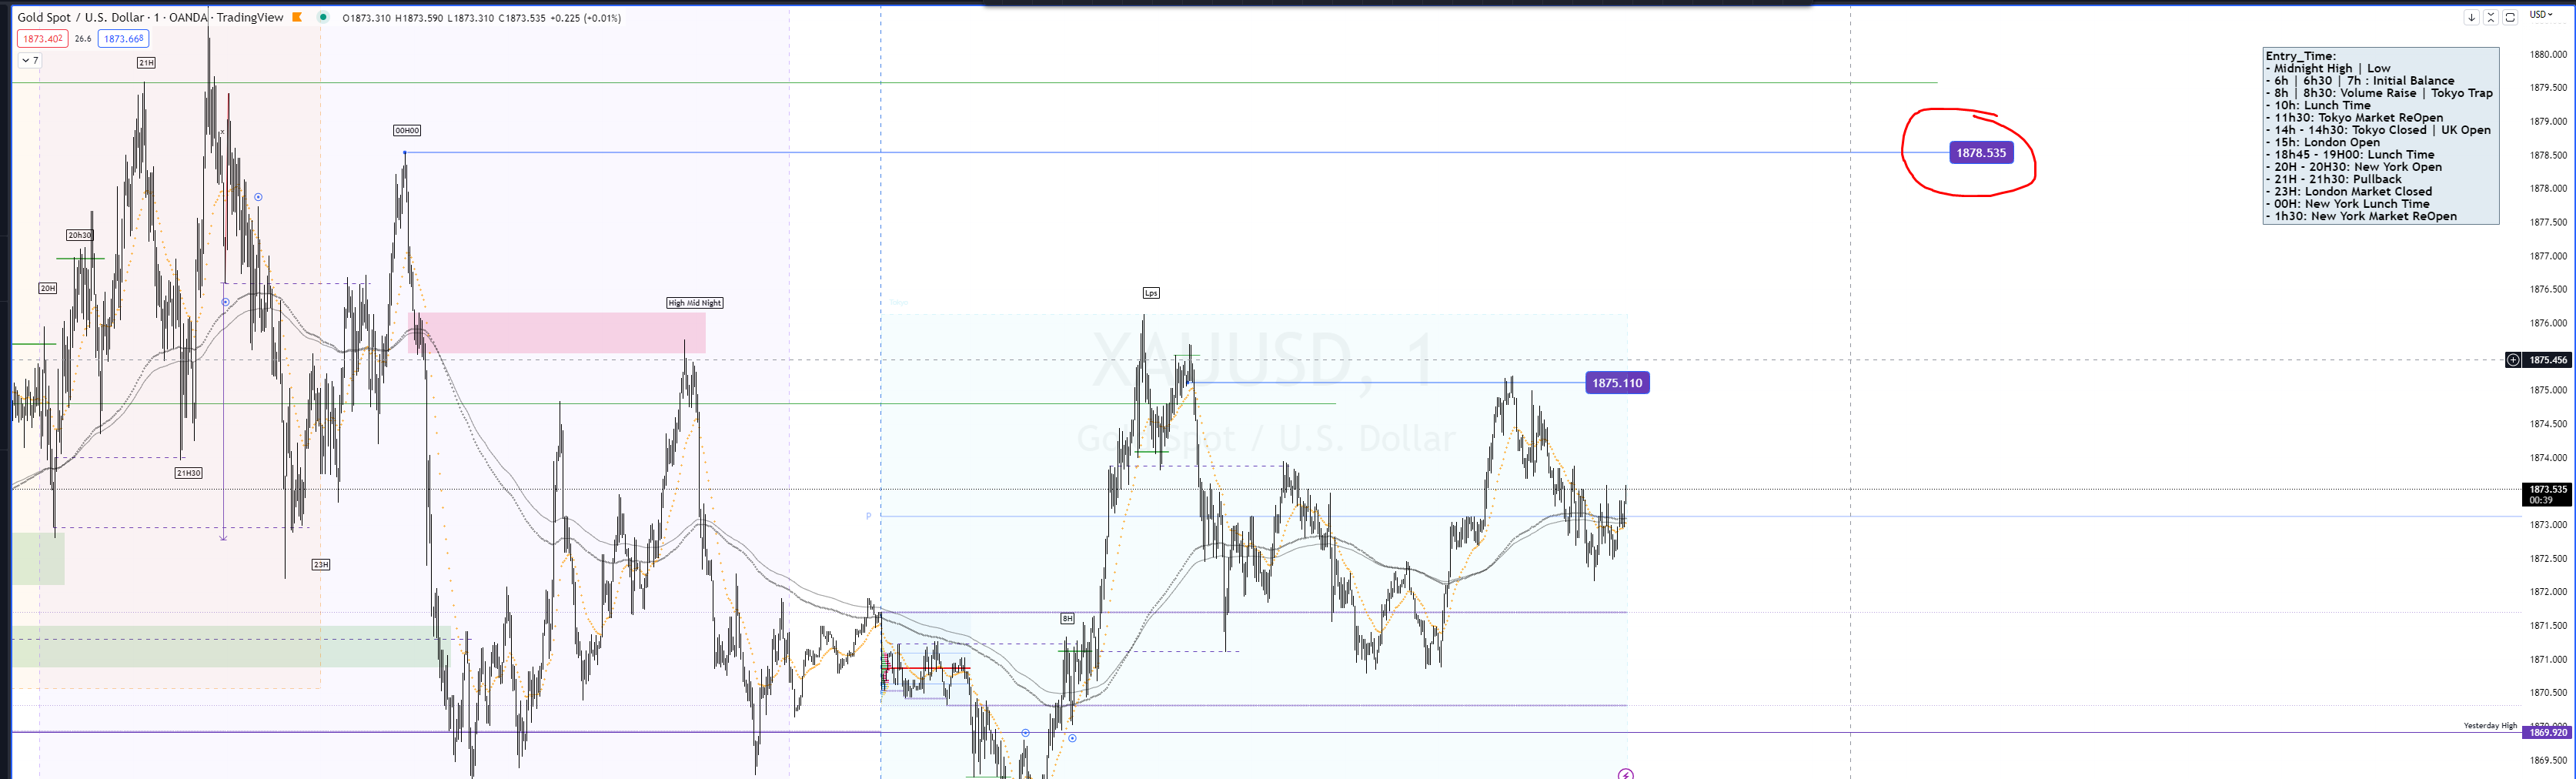 Gold Spot / U.S. Dollar · 1 · OANDA · TradingView O1873.310 H1873.590 L1873.310 C1873.535 +0.225 (+0.01%)
1873.402 26.6 1873.668
7
USD
Entry_Time:
- Midnight High | Low
- 6h | 6h30 | 7h : Initial Balance
- 8h | 8h30: Volume Raise | Tokyo Trap
- 10h: Lunch Time
- 11h30: Tokyo Market ReOpen
- 14h - 14h30: Tokyo Closed | UK Open
- 15h: London Open
- 18h45 - 19H00: Lunch Time
- 20H - 20H30: New York Open
- 21H - 21h30: Pullback
- 23H: London Market Closed
- 00H: New York Lunch Time
- 1h30: New York Market ReOpen
21H
00H00
1878.535
20h30
20H
High Mid Night
Lps
XAUUSD, 1
Gold Spot / U.S. Dollar
1875.110
21H30
P
23H
8H
Yesterday High
1880.000
1879.500
1879.000
1878.500
1878.000
1877.500
1877.000
1876.500
1876.000
1875.456
1875.000
1874.500
1874.000
1873.535
00:39
1873.000
1872.500
1872.000
1871.500
1871.000
1870.500
1869.920
1869.500